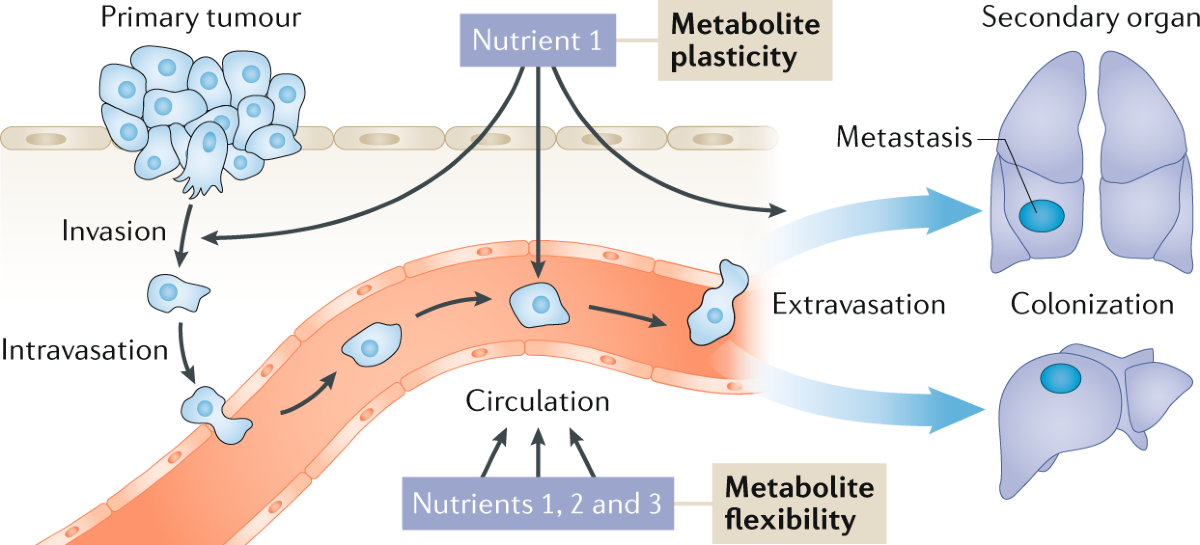 Primary tumour
Nutrient 1
Metabolite
plasticity
Secondary organ
Metastasis
Invasion
Intravasation
Extravasation
Colonization
Circulation
Nutrients 1, 2 and 3
Metabolite
flexibility